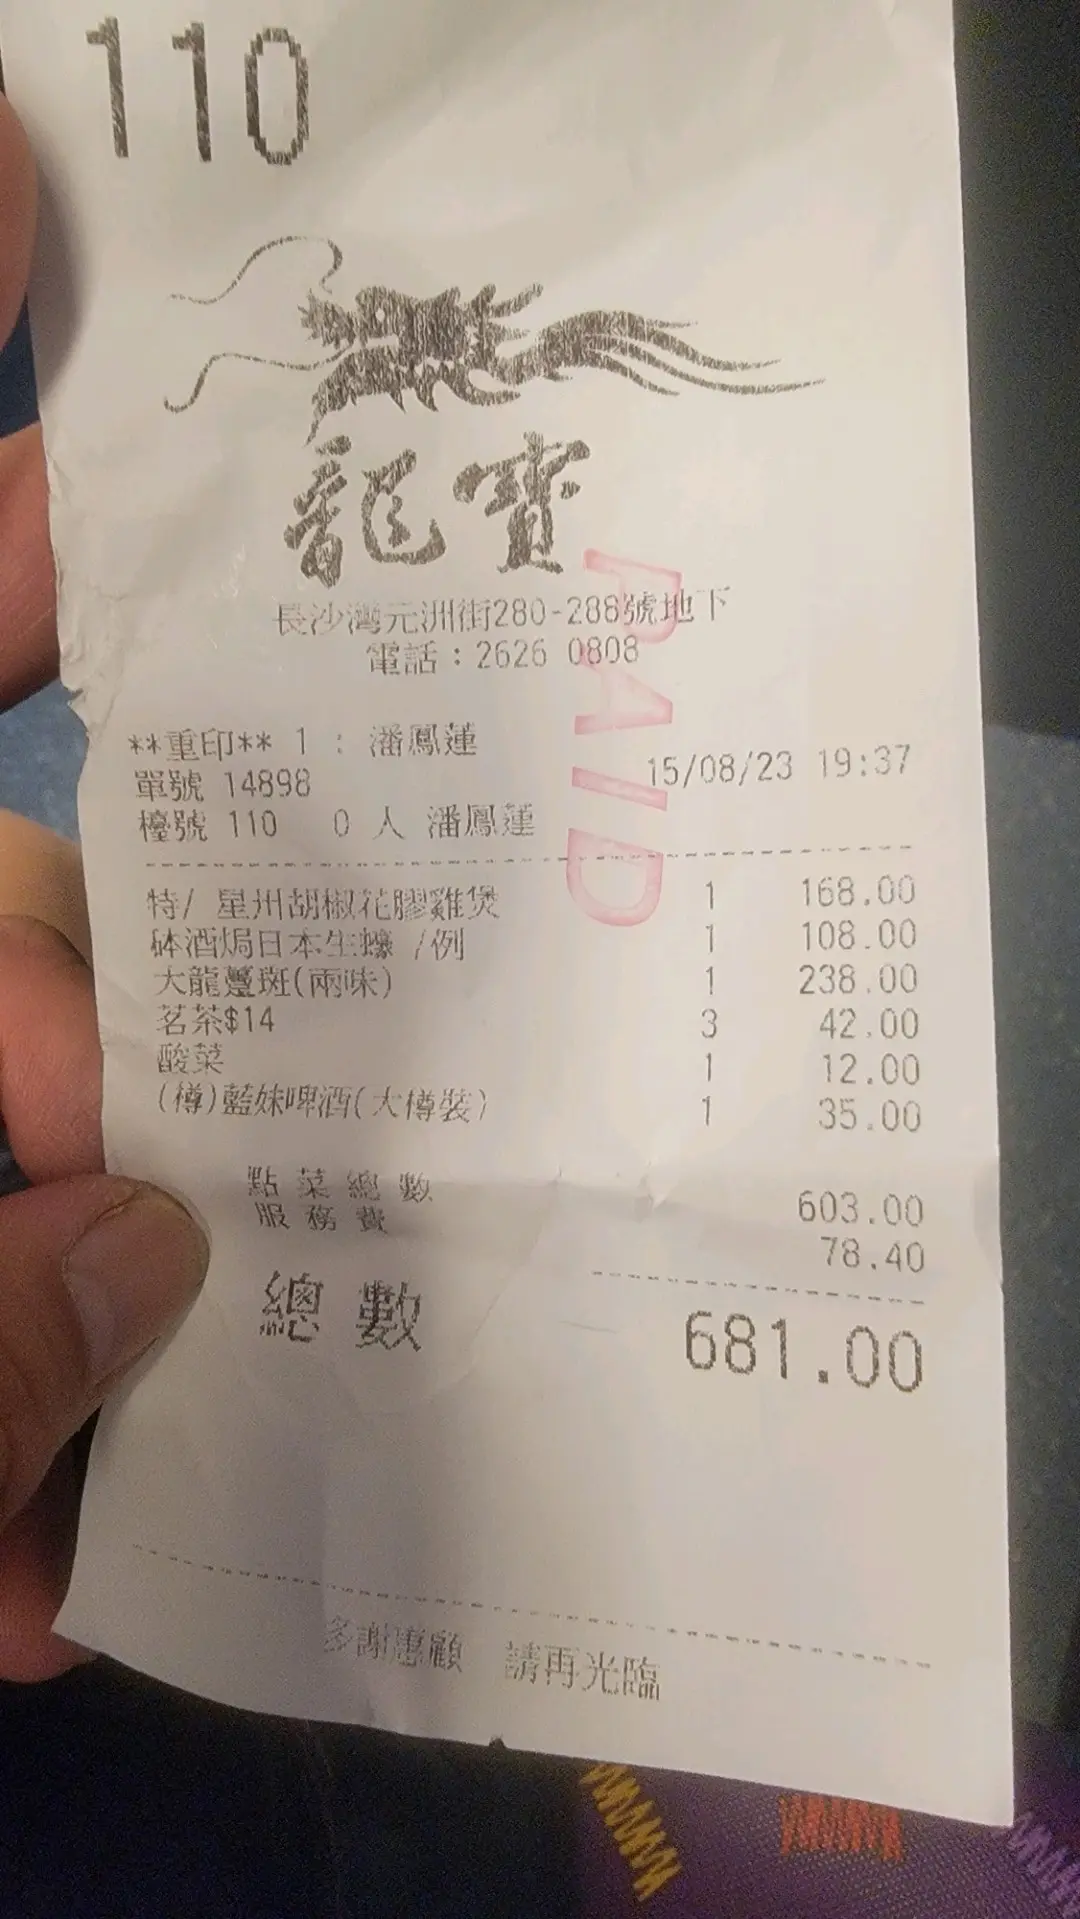 110
龍寶
長沙灣元洲街280-288號地下
電話：2626 0808
PAID
**重印** 1 : 潘鳳蓮
單號 14898 15/08/23 19:37
檯號 110 0 人 潘鳳蓮
特/ 星州胡椒花膠雞煲 1 168.00
砵酒焗日本生蠔 /例 1 108.00
大龍躉斑(兩味) 1 238.00
茗茶$14 3 42.00
酸菜 1 12.00
(樽)藍妹啤酒(大樽裝) 1 35.00
點菜總數 603.00
服務費 78.40
總數 681.00
多謝惠顧 請再光臨